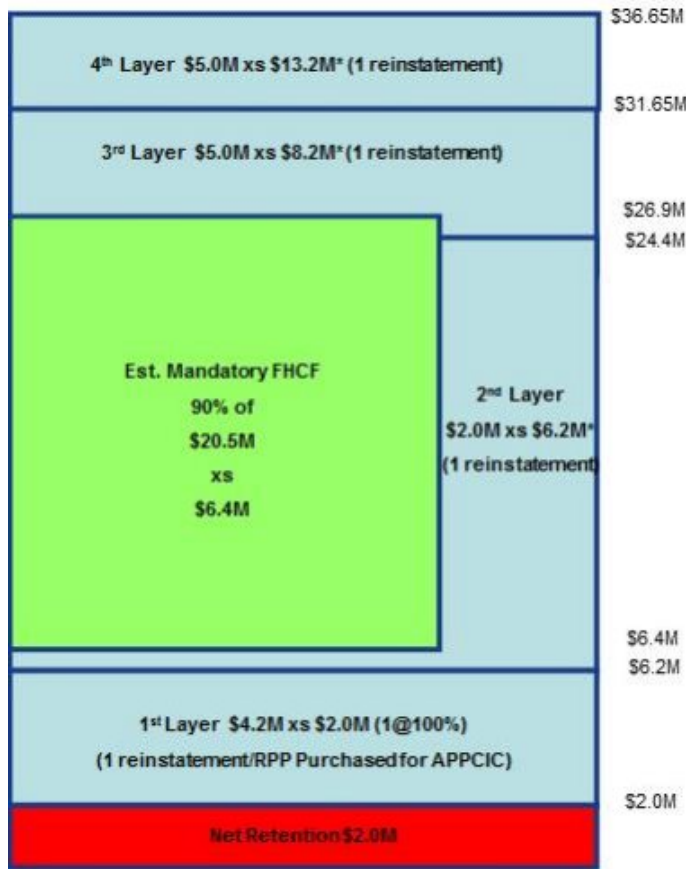 $36.65M
4th Layer $5.0M xs $13.2M* (1 reinstatement)
$31.65M
3rd Layer $5.0M xs $8.2M* (1 reinstatement)
$26.9M
$24.4M
Est. Mandatory FHCF
90% of
$20.5M
xs
$6.4M
2nd Layer
$2.0M xs $6.2M*
(1 reinstatement)
$6.4M
$6.2M
1st Layer $4.2M xs $2.0M (1@100%)
(1 reinstatement/RPP Purchased for APPCIC)
$2.0M
Net Retention $2.0M